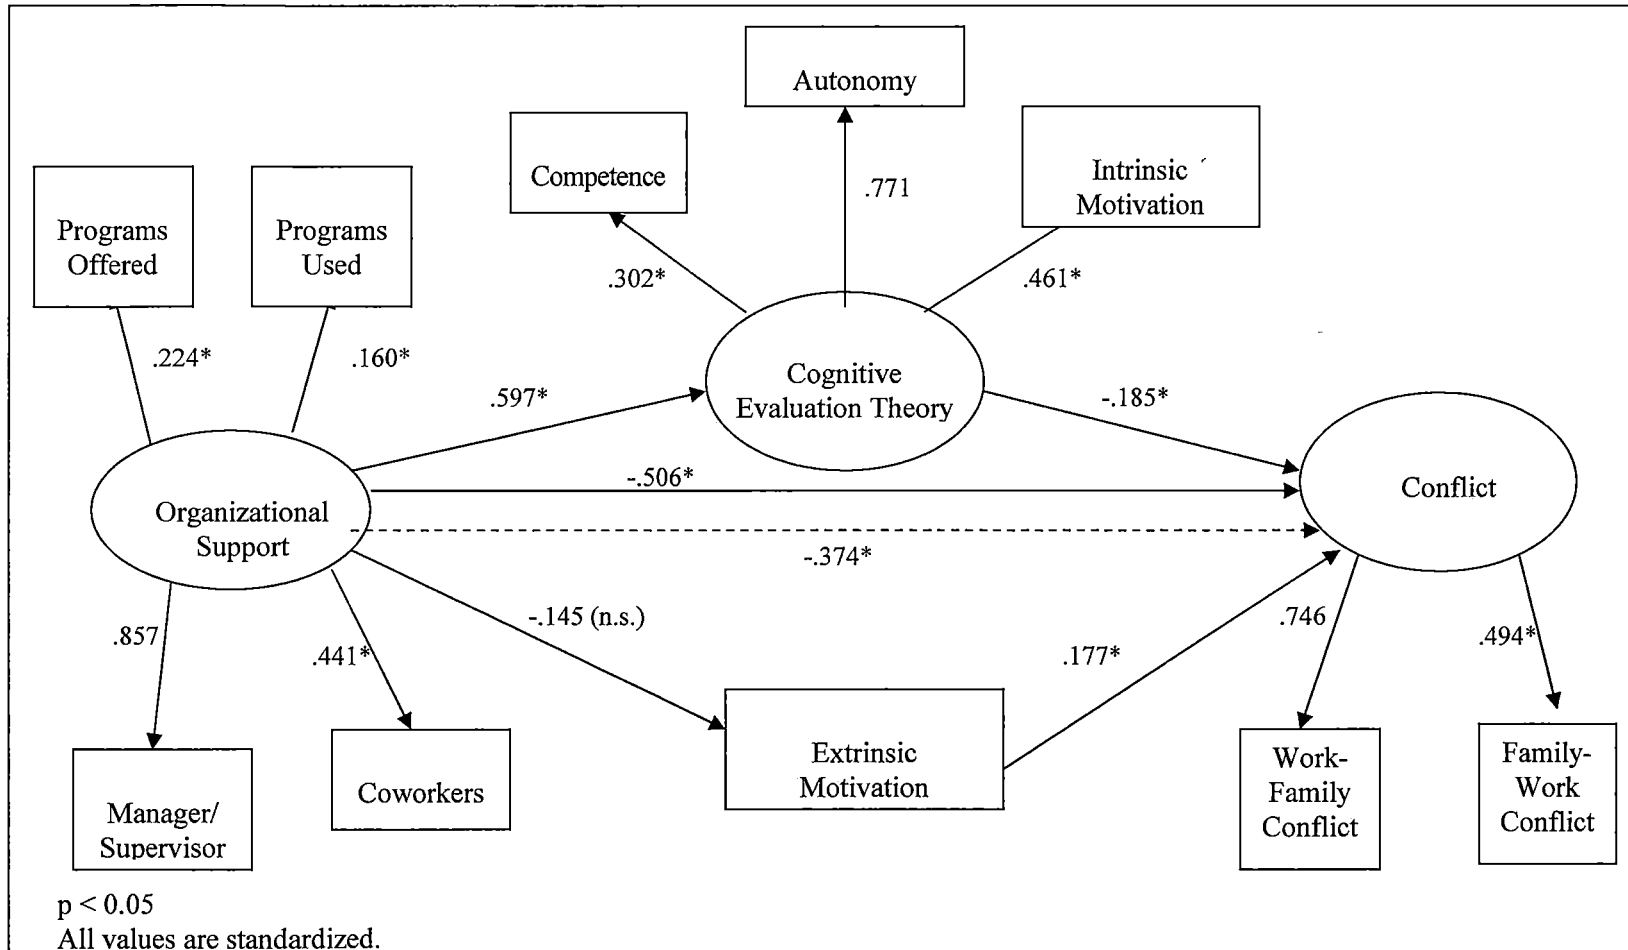 Autonomy
Competence
Intrinsic
Motivation
Programs
Offered
Programs
Used
.771
.302*
.461*
.224*
.160*
Cognitive
Evaluation Theory
.597*
-.185*
-.506*
Conflict
Organizational
Support
-.374*
-.145 (n.s.)
.857
.441*
.177*
.746
.494*
Extrinsic
Motivation
Work-
Family
Conflict
Family-
Work
Conflict
Coworkers
Manager/
Supervisor
p < 0.05
All values are standardized.